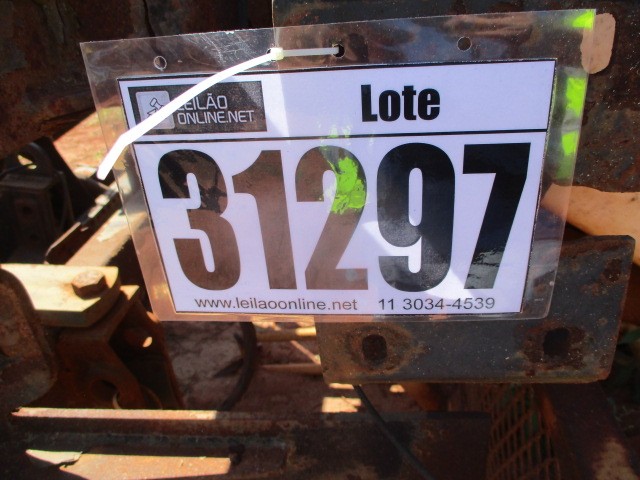 LEILÃO
ONLINE.NET
Lote
31297
www.leilaoonline.net 11 3034-4539